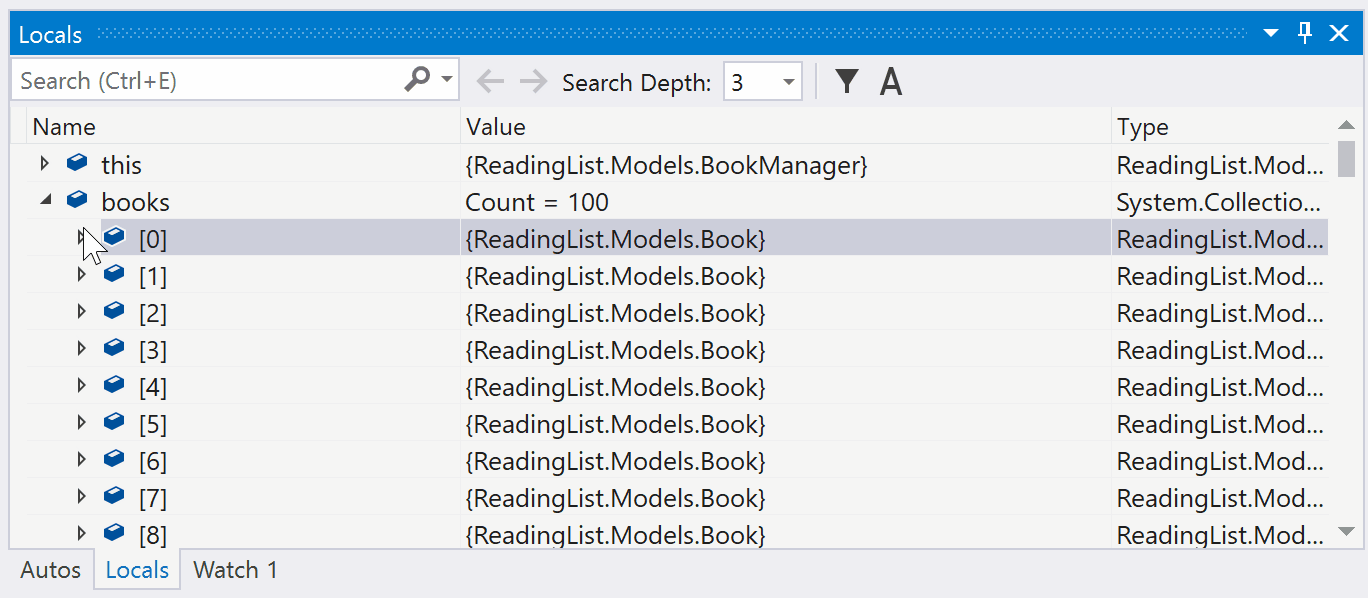 Locals
Search (Ctrl+E) Search Depth: 3 A
Name Value Type
this {ReadingList.Models.BookManager} ReadingList.Mod...
books Count = 100 System.Collectio...
[0] {ReadingList.Models.Book} ReadingList.Mod...
[1] {ReadingList.Models.Book} ReadingList.Mod...
[2] {ReadingList.Models.Book} ReadingList.Mod...
[3] {ReadingList.Models.Book} ReadingList.Mod...
[4] {ReadingList.Models.Book} ReadingList.Mod...
[5] {ReadingList.Models.Book} ReadingList.Mod...
[6] {ReadingList.Models.Book} ReadingList.Mod...
[7] {ReadingList.Models.Book} ReadingList.Mod...
[8] {ReadingList.Models.Book} ReadingList.Mod...
Autos Locals Watch 1